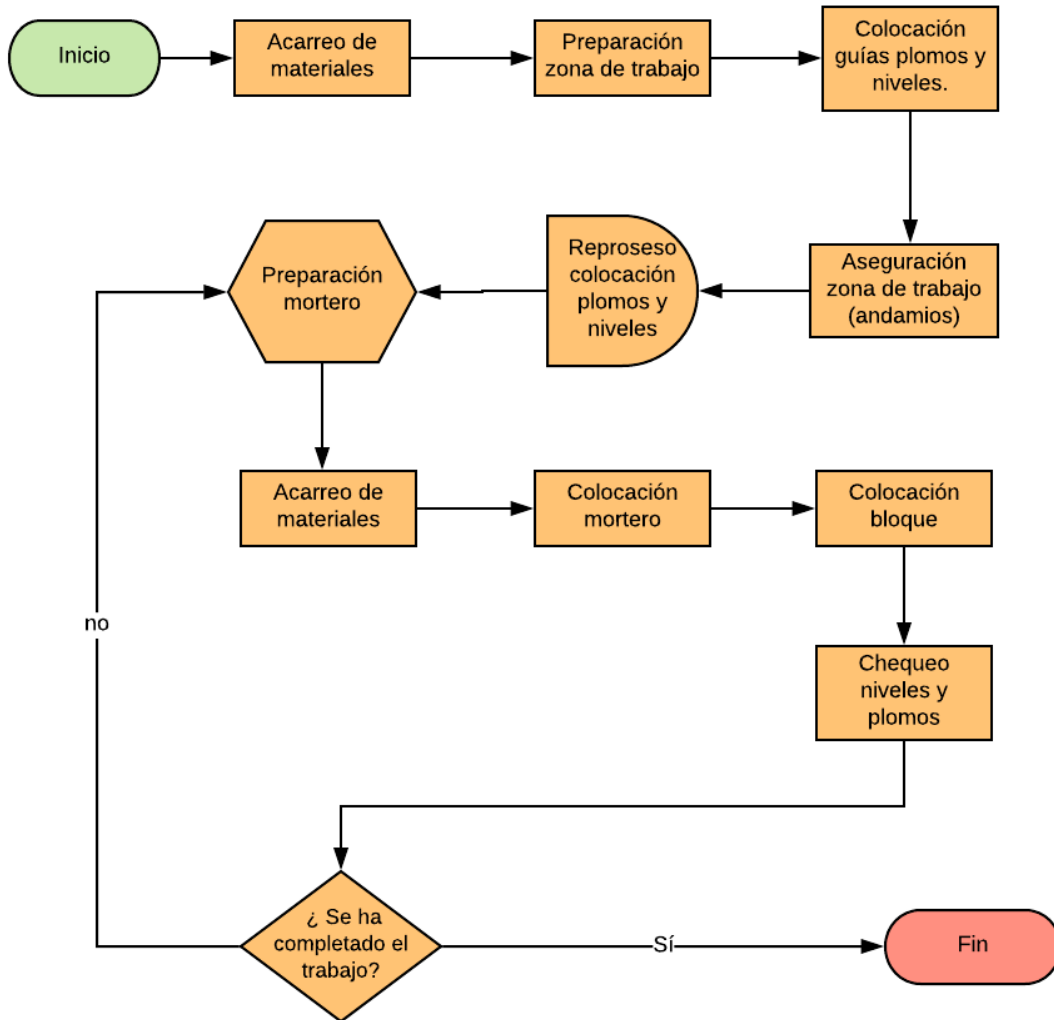 Inicio
Acarreo de
materiales
Preparación
zona de trabajo
Colocación
guías plomos y
niveles.
Aseguración
zona de trabajo
(andamios)
Reproseso
colocación
plomos y
niveles
Preparación
mortero
Acarreo de
materiales
Colocación
mortero
Colocación
bloque
Chequeo
niveles y
plomos
¿ Se ha
completado el
trabajo?
no
Sí
Fin